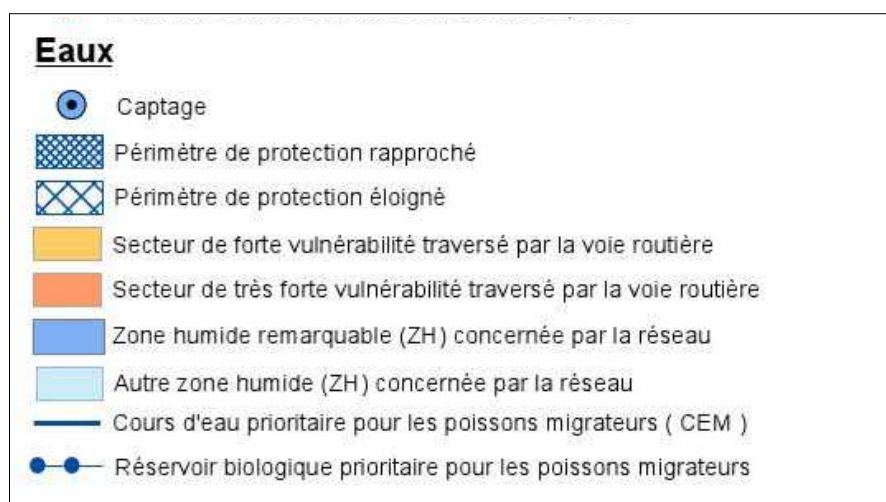 Eaux
Captage
Périmètre de protection rapproché
Périmètre de protection éloigné
Secteur de forte vulnérabilité traversé par la voie routière
Secteur de très forte vulnérabilité traversé par la voie routière
Zone humide remarquable (ZH) concernée par la réseau
Autre zone humide (ZH) concernée par la réseau
Cours d'eau prioritaire pour les poissons migrateurs ( CEM )
Réservoir biologique prioritaire pour les poissons migrateurs